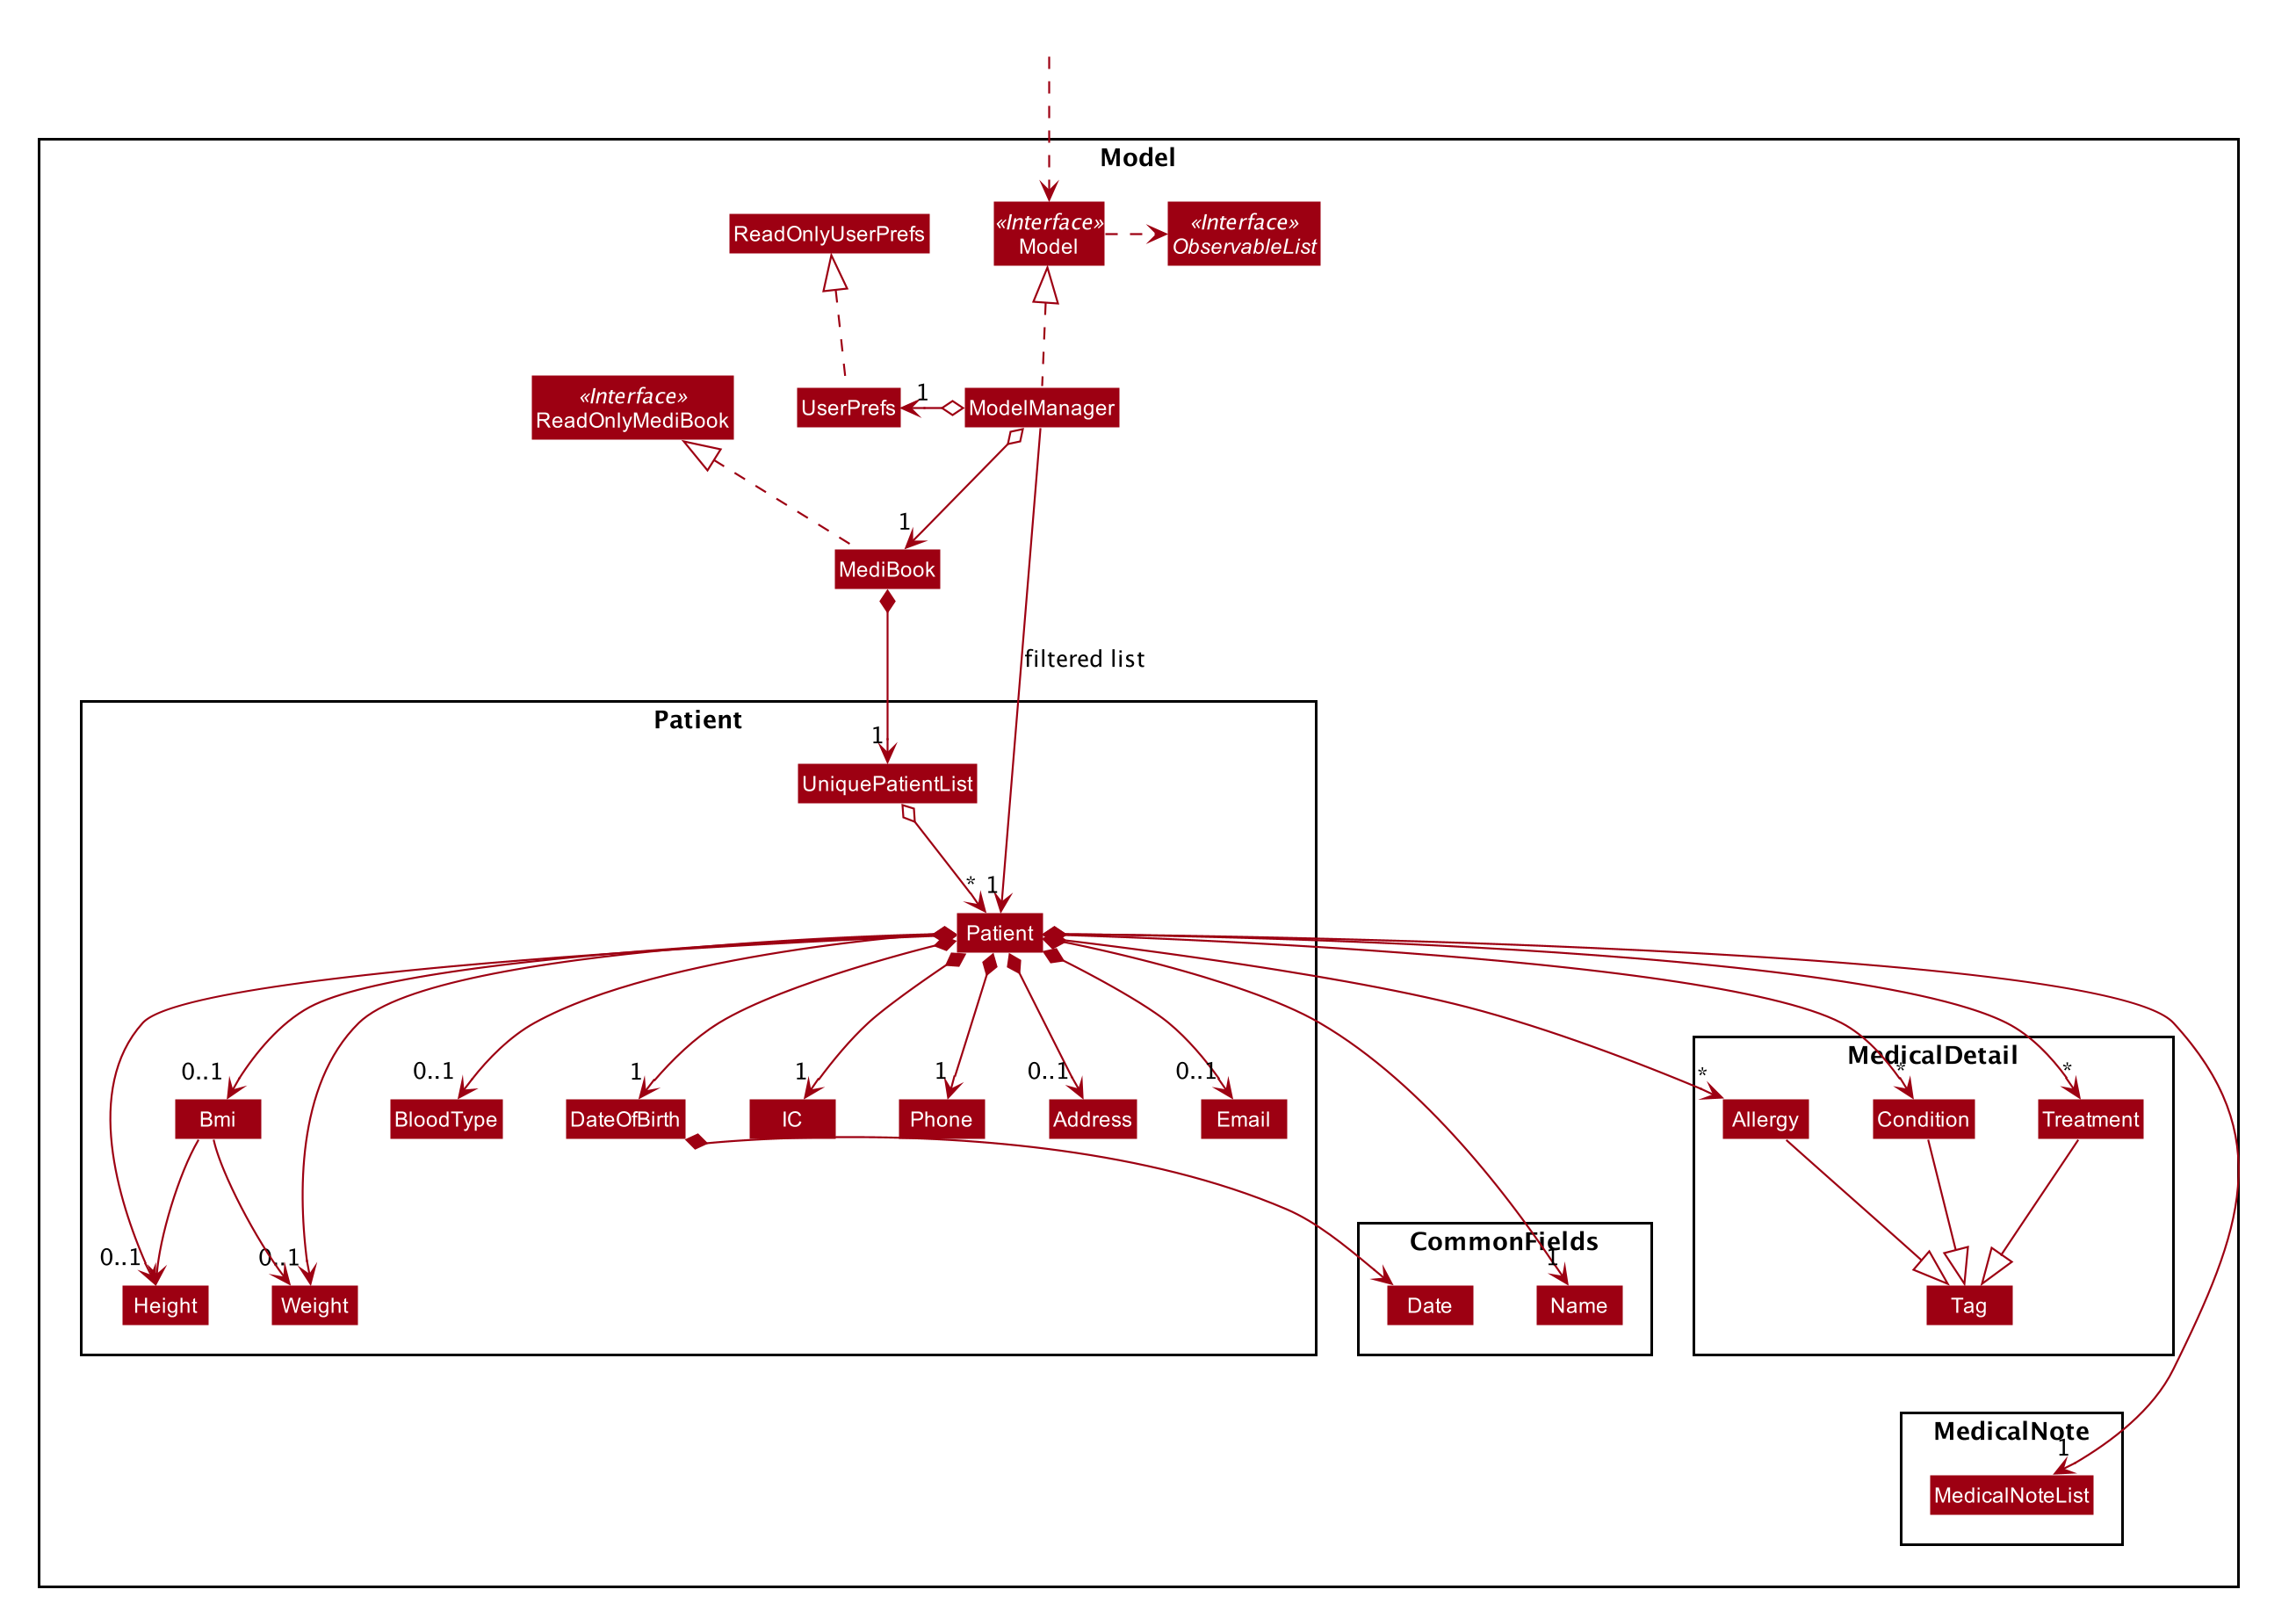 Model
ReadOnlyUserPrefs
«Interface»
Model
«Interface»
ObservableList
«Interface»
ReadOnlyMediBook
UserPrefs
1
ModelManager
1
MediBook
filtered list
Patient
1
UniquePatientList
*
1
Patient
0..1
0..1
1
1
1
0..1
0..1
MedicalDetail
*
*
*
Bmi
BloodType
DateOfBirth
IC
Phone
Address
Email
Allergy
Condition
Treatment
0..1
0..1
CommonFields
1
Height
Weight
Date
Name
Tag
MedicalNote
1
MedicalNoteList